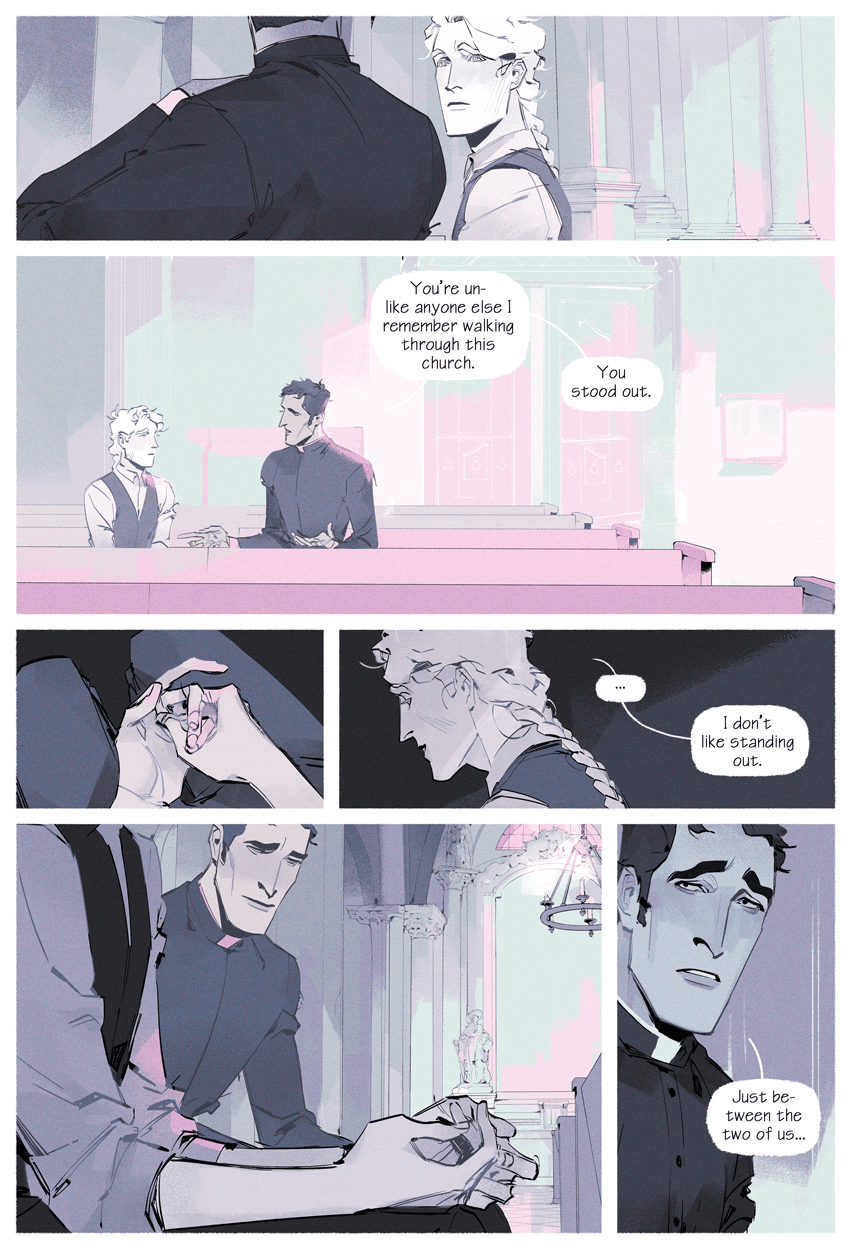 You're un-
like anyone else I
remember walking
through this
church.
You
stood out.
...
I don't
like standing
out.
Just be-
tween the
two of us...